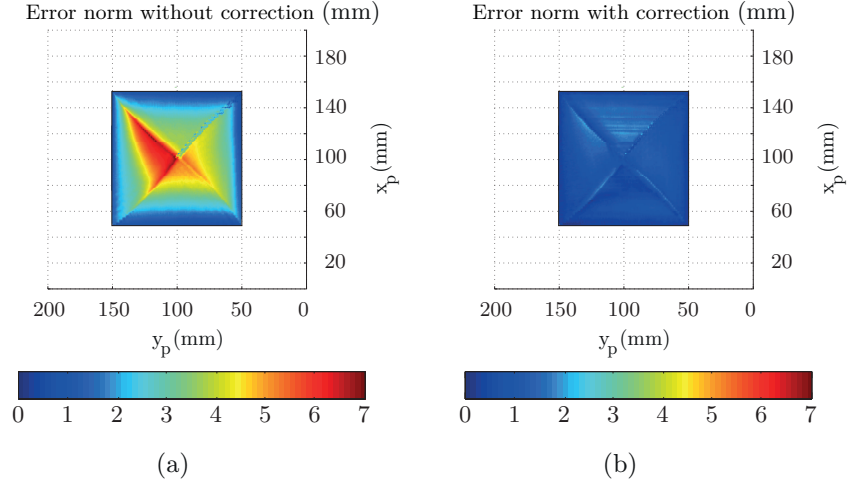 Error norm without correction (mm)
180
140
100
60
20
x_p (mm)
200 150 100 50 0
y_p (mm)
0 1 2 3 4 5 6 7
(a)
Error norm with correction (mm)
180
140
100
60
20
x_p (mm)
200 150 100 50 0
y_p (mm)
0 1 2 3 4 5 6 7
(b)